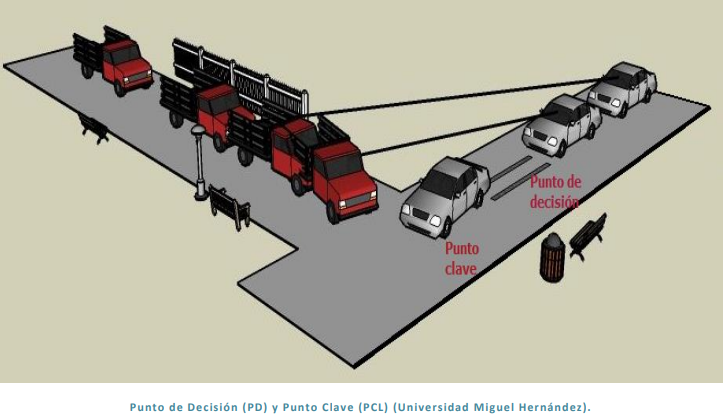 Punto de
decisión
Punto
clave
Punto de Decisión (PD) y Punto Clave (PCL) (Universidad Miguel Hernández).